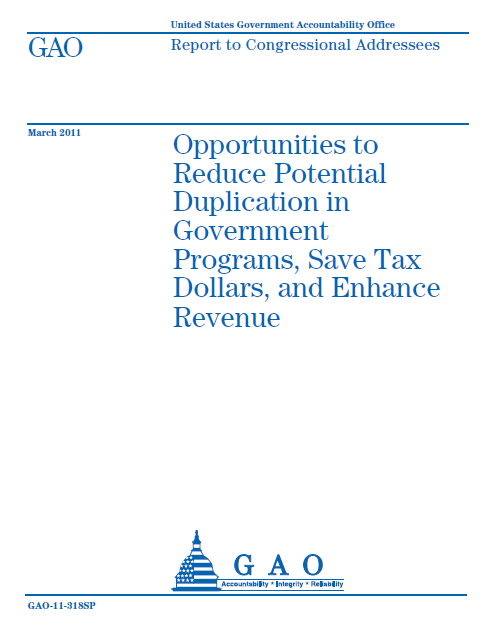 United States Government Accountability Office
GAO
Report to Congressional Addressees
March 2011
Opportunities to
Reduce Potential
Duplication in
Government
Programs, Save Tax
Dollars, and Enhance
Revenue
GAO
Accountability * Integrity * Reliability
GAO-11-318SP